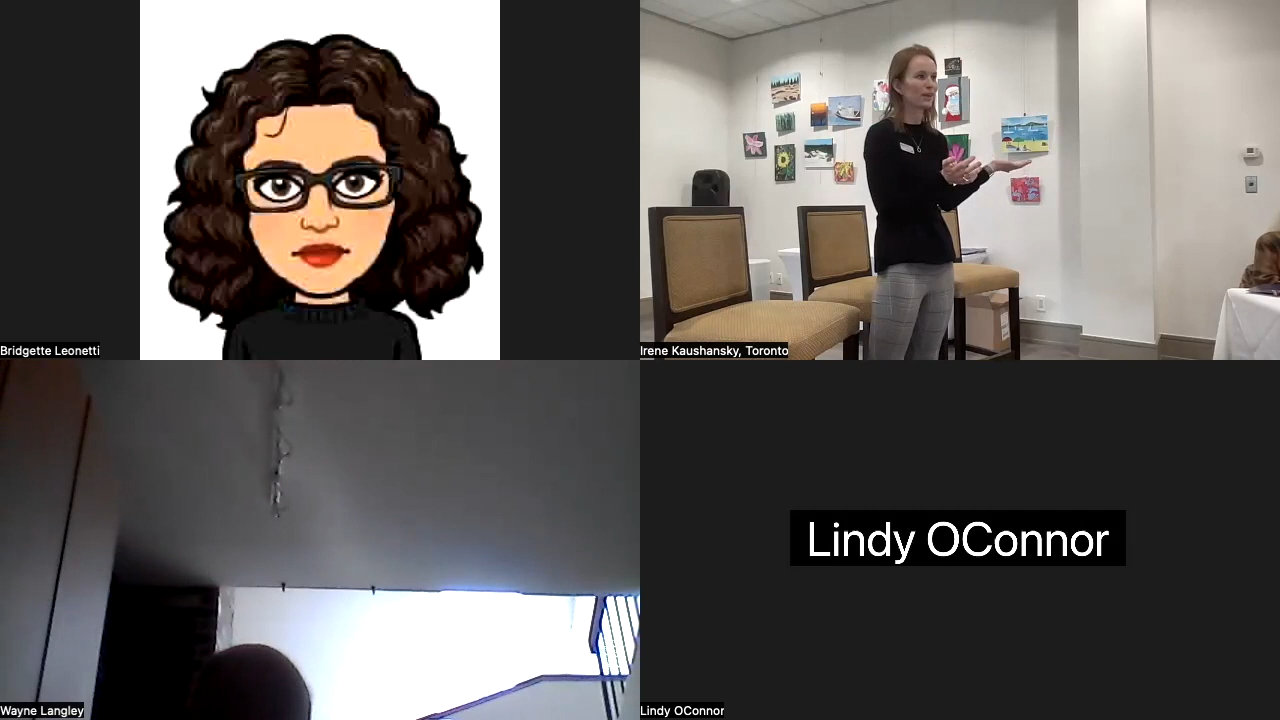 Bridgette Leonetti
Irene Kaushansky, Toronto
Wayne Langley
Lindy OConnor
Lindy OConnor